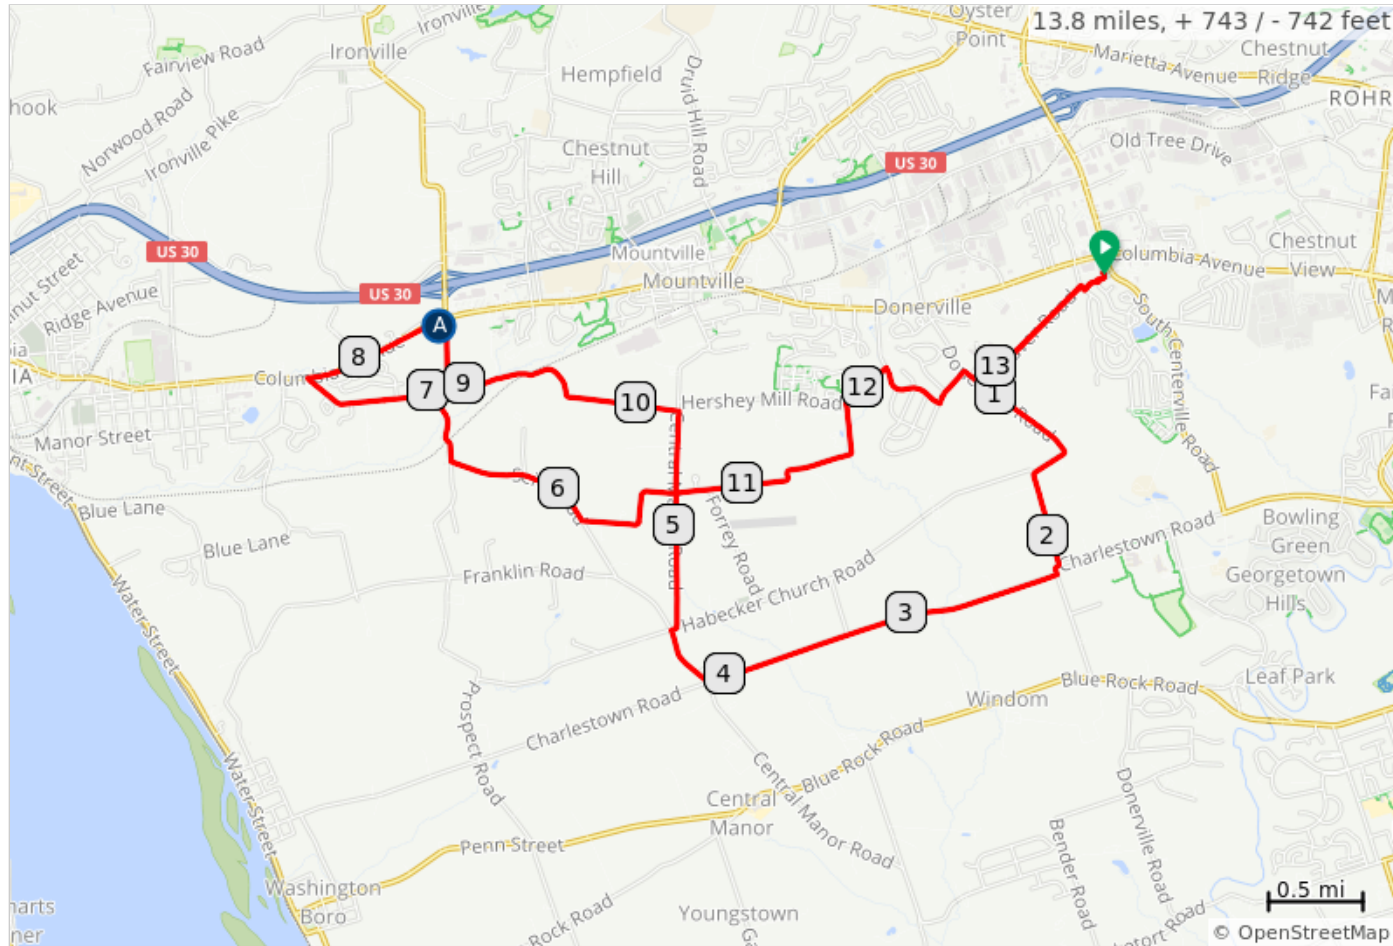 13.8 miles, + 743 / - 742 feet
Oyster
Point
Ironville
Ironville
Fairview Road
Hempfield
Druid Hill Road
Marietta Avenue
Chestnut
Ridge
ROHR
hook
Norwood Road
Ironville Pike
Chestnut
Hill
US 30
Old Tree Drive
US 30
Mountville
Mountville
Columbia Avenue
Chestnut
View
US 30
Ridge Avenue
Donerville
A
8
7
9
10
Hershey Mill Road
12
13
1
South Centerville Road
Manor Street
6
11
5
Forrey Road
2
Charlestown Road
Bowling
Green
Blue Lane
Blue Lane
Franklin Road
Habecker Church Road
Georgetown
Hills
3
4
Water Street
Charlestown Road
Prospect Road
Windom
Blue Rock Road
Leaf Park
Blue Rock Road
Central Manor Road
Central
Manor
Water Street
Penn Street
Donerville Road
Bender Road
Washington
Boro
Youngstown
0.5 mi
© OpenStreetMap